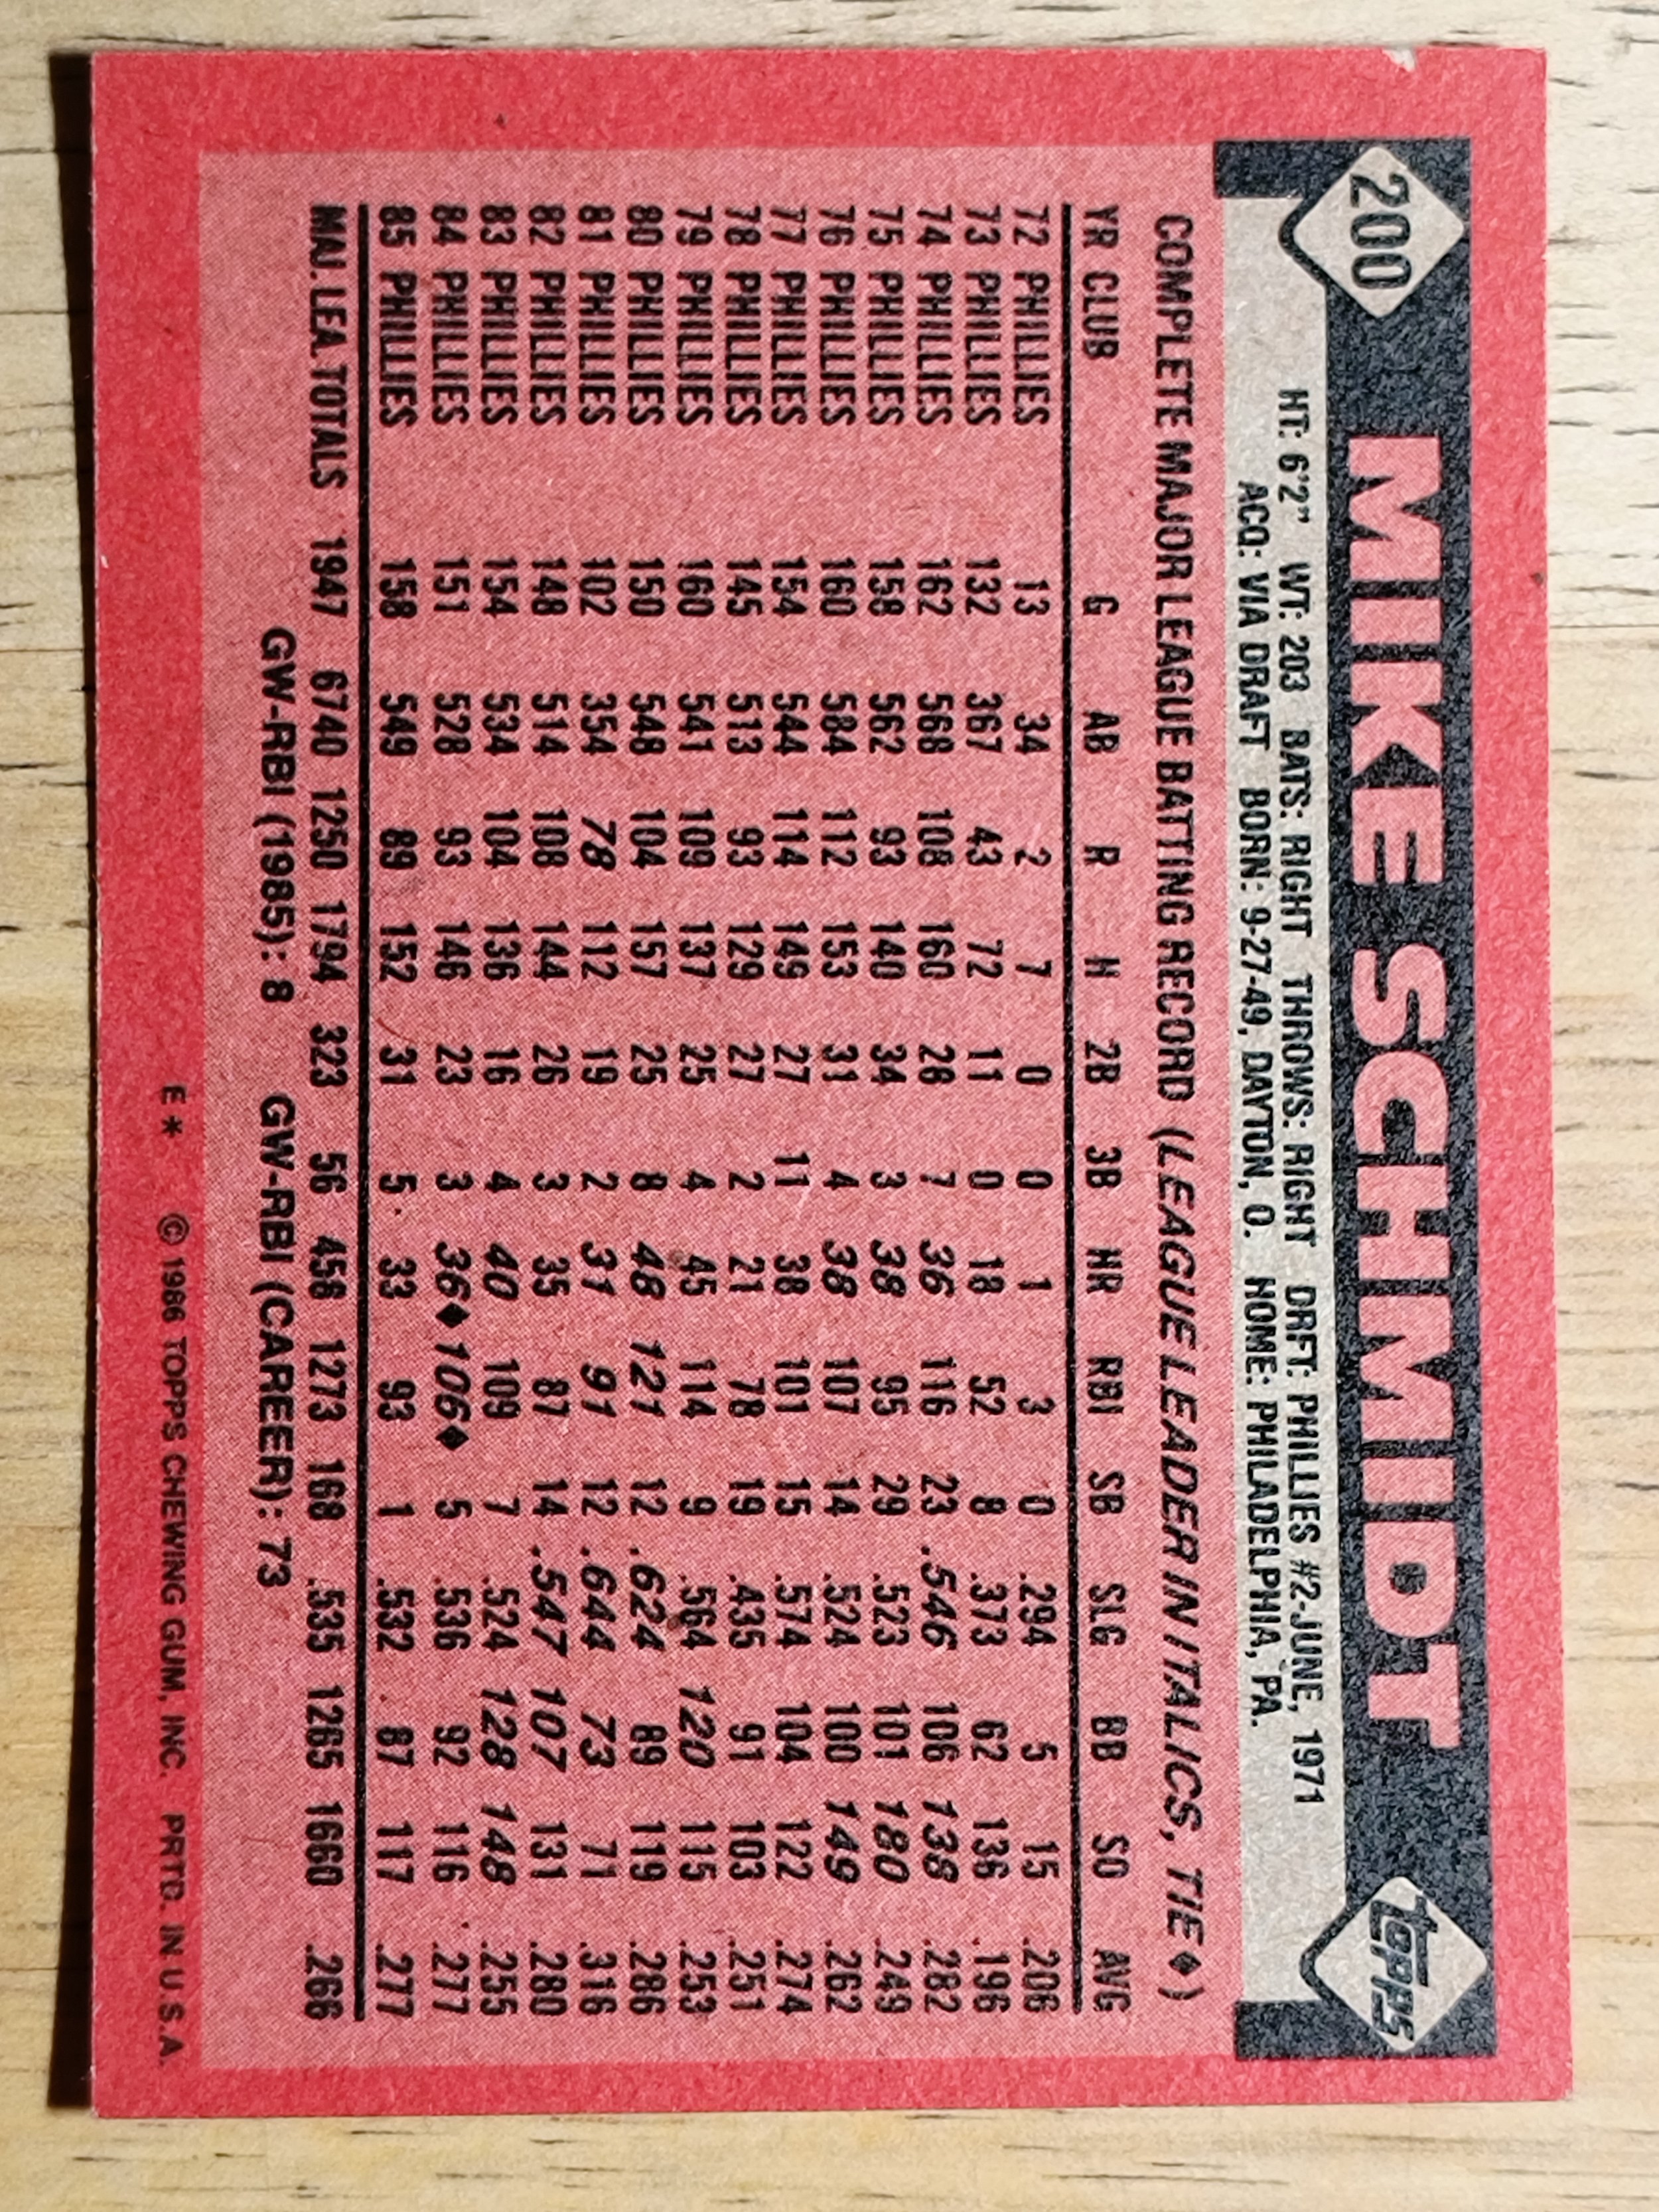 200 MIKE SCHMIDT topps
HT: 6'2" WT: 203 BATS: RIGHT THROWS: RIGHT DRFT: PHILLIES #2-JUNE, 1971
ACQ: VIA DRAFT BORN: 9-27-49, DAYTON, O. HOME: PHILADELPHIA, PA.
COMPLETE MAJOR LEAGUE BATTING RECORD (LEAGUE LEADER IN ITALICS, TIE♦)
YR CLUB G AB R H 2B 3B HR RBI SB SLG BB SO AVG
72 PHILLIES 13 34 2 7 0 0 1 3 0 .294 5 15 .206
73 PHILLIES 132 367 43 72 11 0 18 52 8 .373 62 136 .196
74 PHILLIES 162 568 108 160 28 7 36 116 23 .546 106 138 .282
75 PHILLIES 158 562 93 140 34 3 38 95 29 .523 101 180 .249
76 PHILLIES 160 584 112 153 31 4 38 107 14 .524 100 149 .262
77 PHILLIES 154 544 114 149 27 11 38 101 15 .574 104 122 .274
78 PHILLIES 145 513 93 129 27 2 21 78 19 .435 91 103 .251
79 PHILLIES 160 541 109 137 25 4 45 114 9 .564 120 115 .253
80 PHILLIES 150 548 104 157 25 8 48 121 12 .624 89 119 .286
81 PHILLIES 102 354 78 112 19 2 31 91 12 .644 73 71 .316
82 PHILLIES 148 514 108 144 26 3 35 87 14 .547 107 131 .280
83 PHILLIES 154 534 104 136 16 4 40 109 7 .524 128 148 .255
84 PHILLIES 151 528 93 146 23 3 36♦ 106♦ 5 .536 92 116 .277
85 PHILLIES 158 549 89 152 31 5 33 93 1 .532 87 117 .277
MAJ. LEA. TOTALS 1947 6740 1250 1794 323 56 458 1273 168 .535 1265 1660 .266
GW-RBI (1985): 8 GW-RBI (CAREER): 73
E* © 1986 TOPPS CHEWING GUM, INC. PRTD. IN U.S.A.